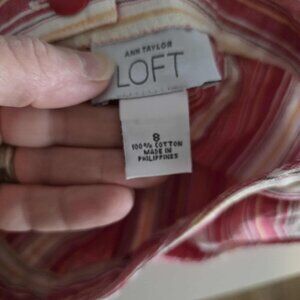 ANN TAYLOR
LOFT
8
100% COTTON
MADE IN
PHILIPPINES